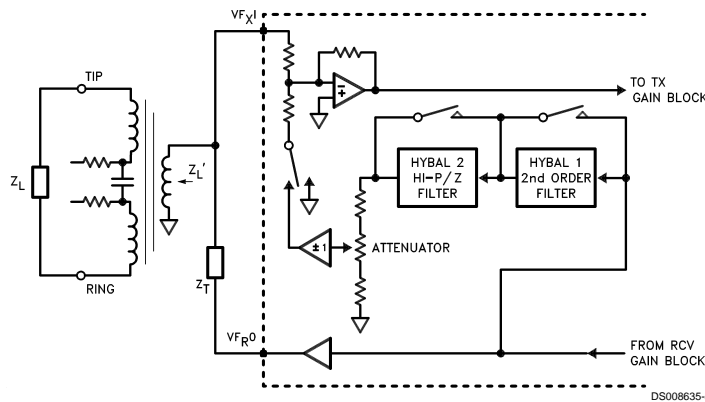 VFXI
TIP
ZL
ZL'
RING
ZT
VFRO
− +
TO TX
GAIN BLOCK
HYBAL 2
HI−P/Z
FILTER
HYBAL 1
2nd ORDER
FILTER
± 1
ATTENUATOR
FROM RCV
GAIN BLOCK
DS008635-